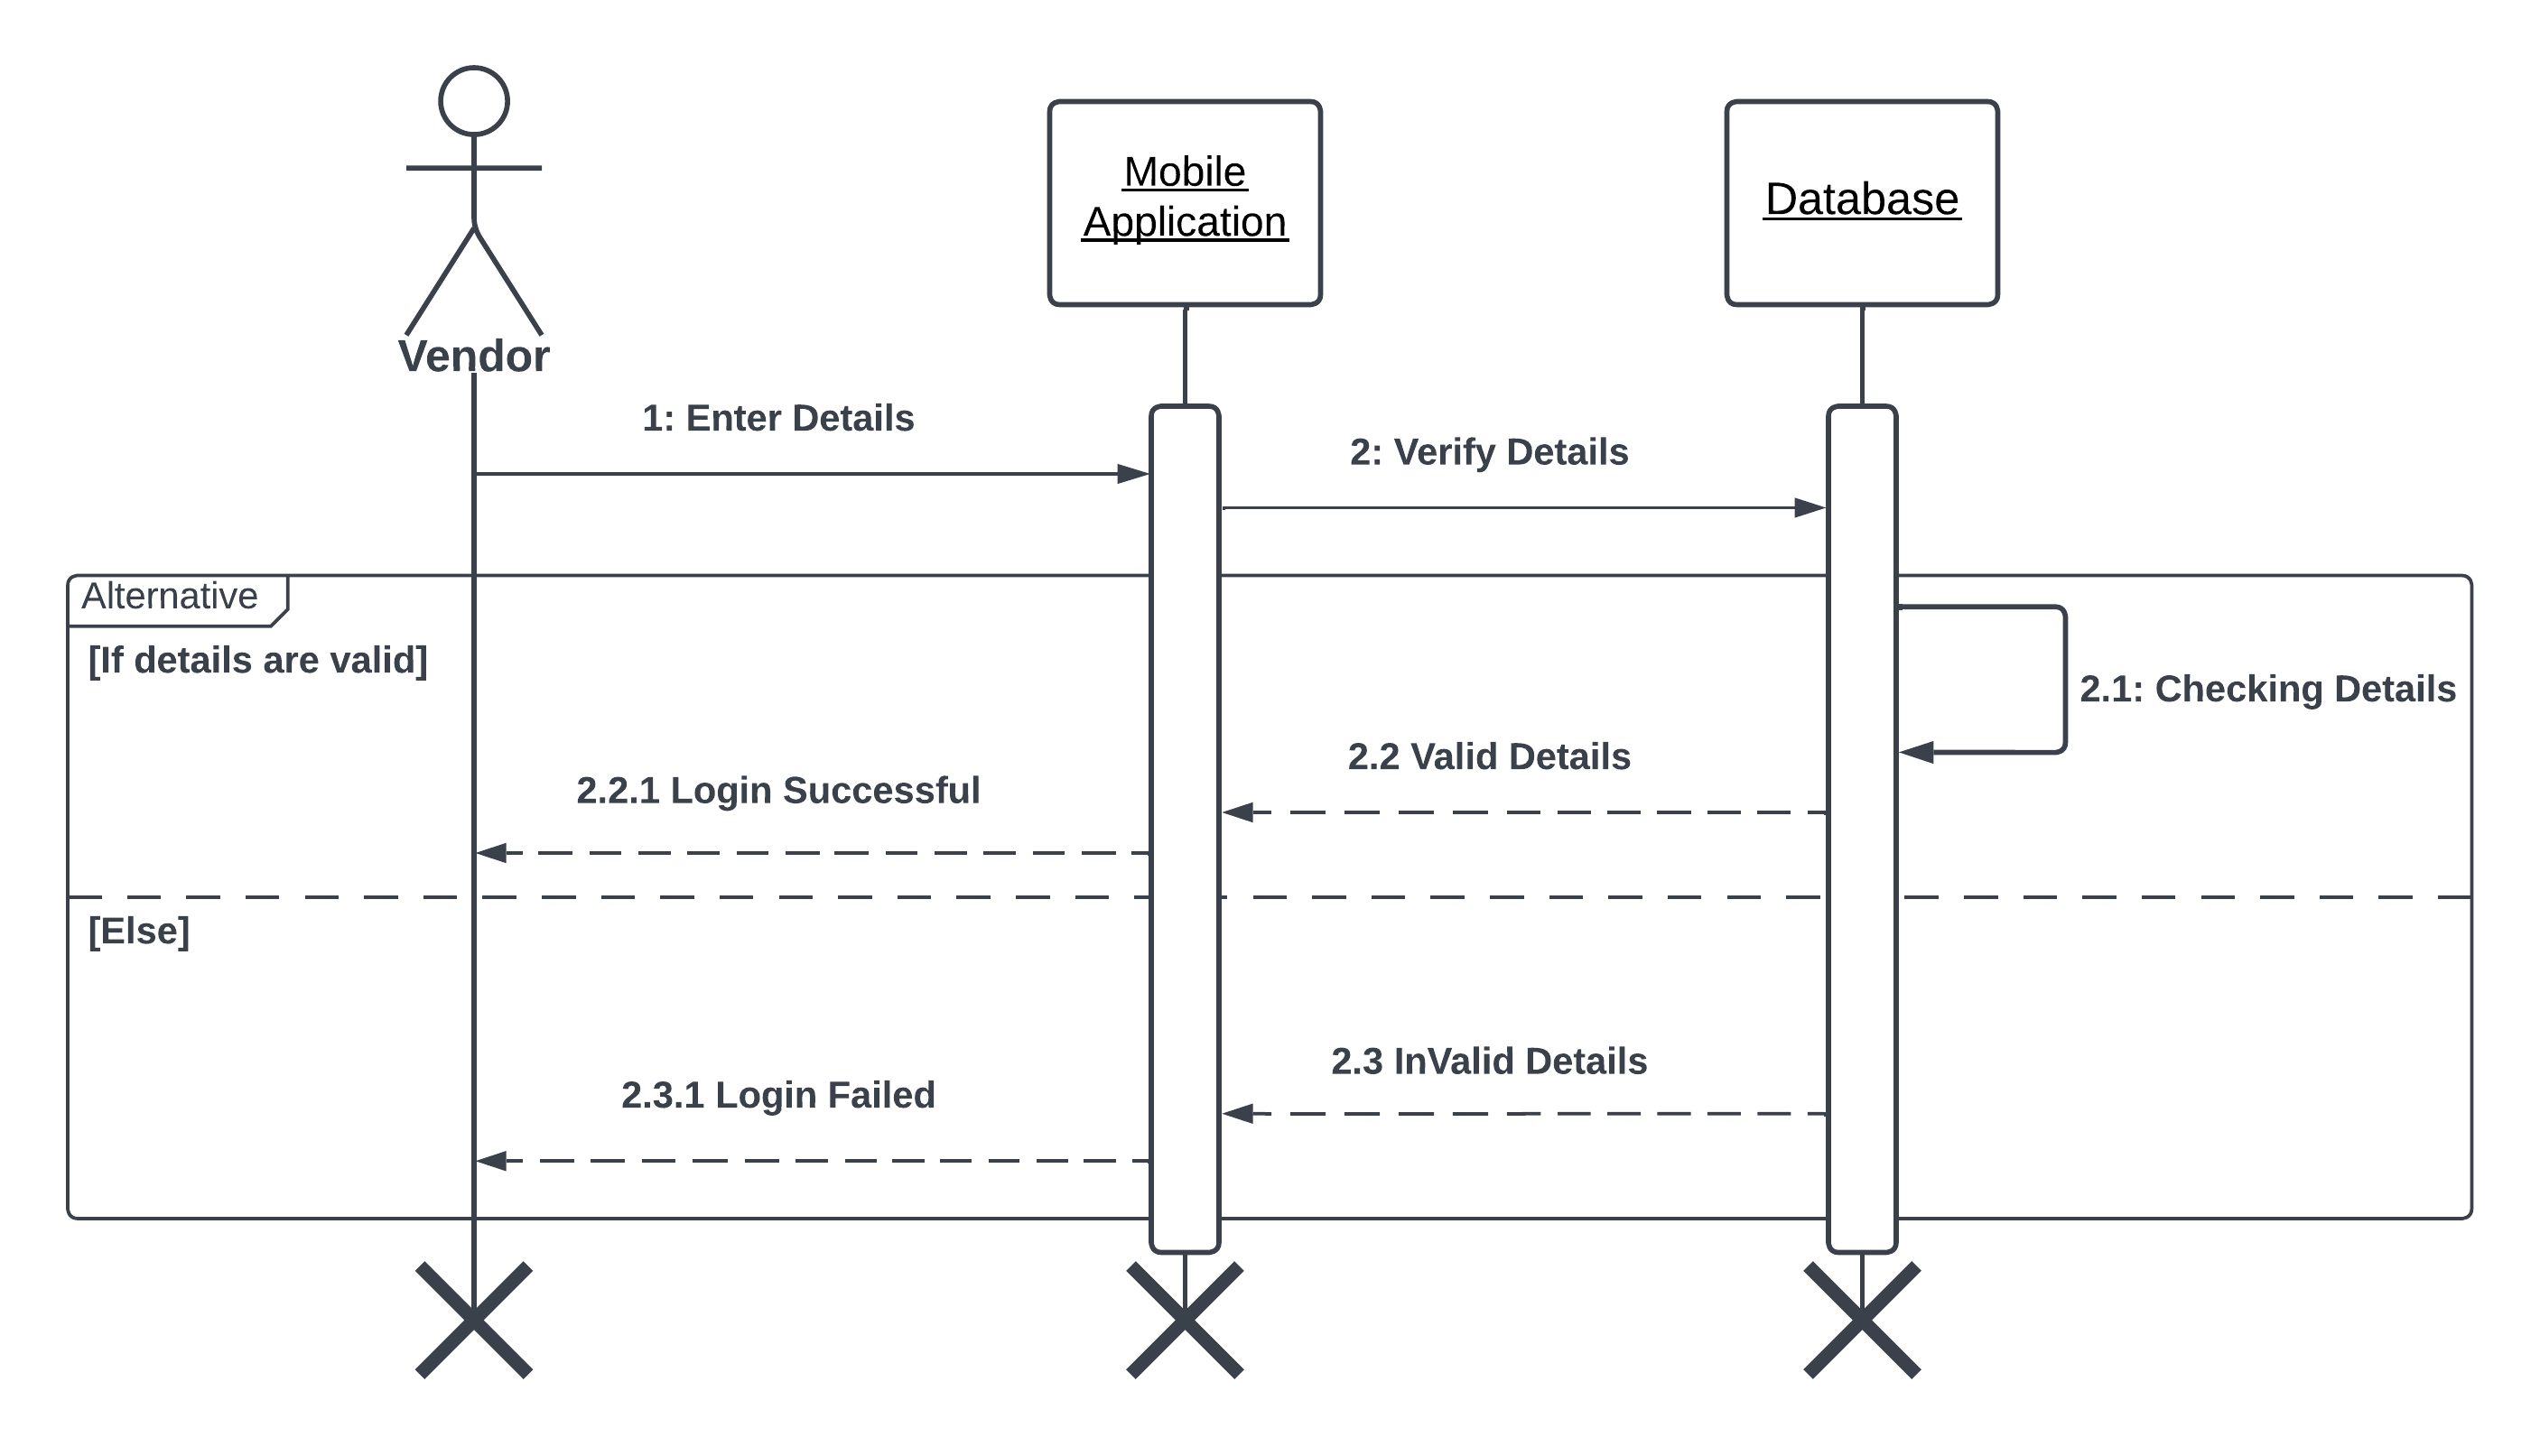 Mobile
Application
Database
Vendor
1: Enter Details
2: Verify Details
Alternative
[If details are valid]
2.1: Checking Details
2.2 Valid Details
2.2.1 Login Successful
[Else]
2.3 InValid Details
2.3.1 Login Failed